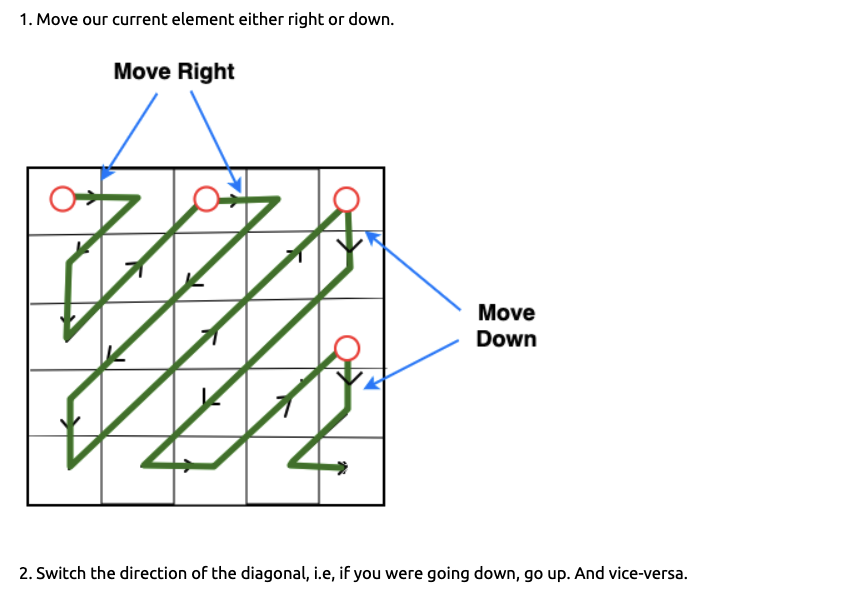 1. Move our current element either right or down.
Move Right
Move
Down
2. Switch the direction of the diagonal, i.e, if you were going down, go up. And vice-versa.